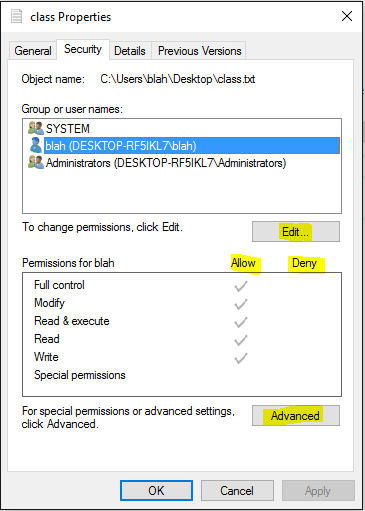 class Properties
General Security Details Previous Versions
Object name: C:\Users\blah\Desktop\class.txt
Group or user names:
SYSTEM
blah (DESKTOP-RF5IKL7\blah)
Administrators (DESKTOP-RF5IKL7\Administrators)
To change permissions, click Edit.
Edit...
Permissions for blah Allow Deny
Full control
Modify
Read & execute
Read
Write
Special permissions
For special permissions or advanced settings,
click Advanced.
Advanced
OK Cancel Apply